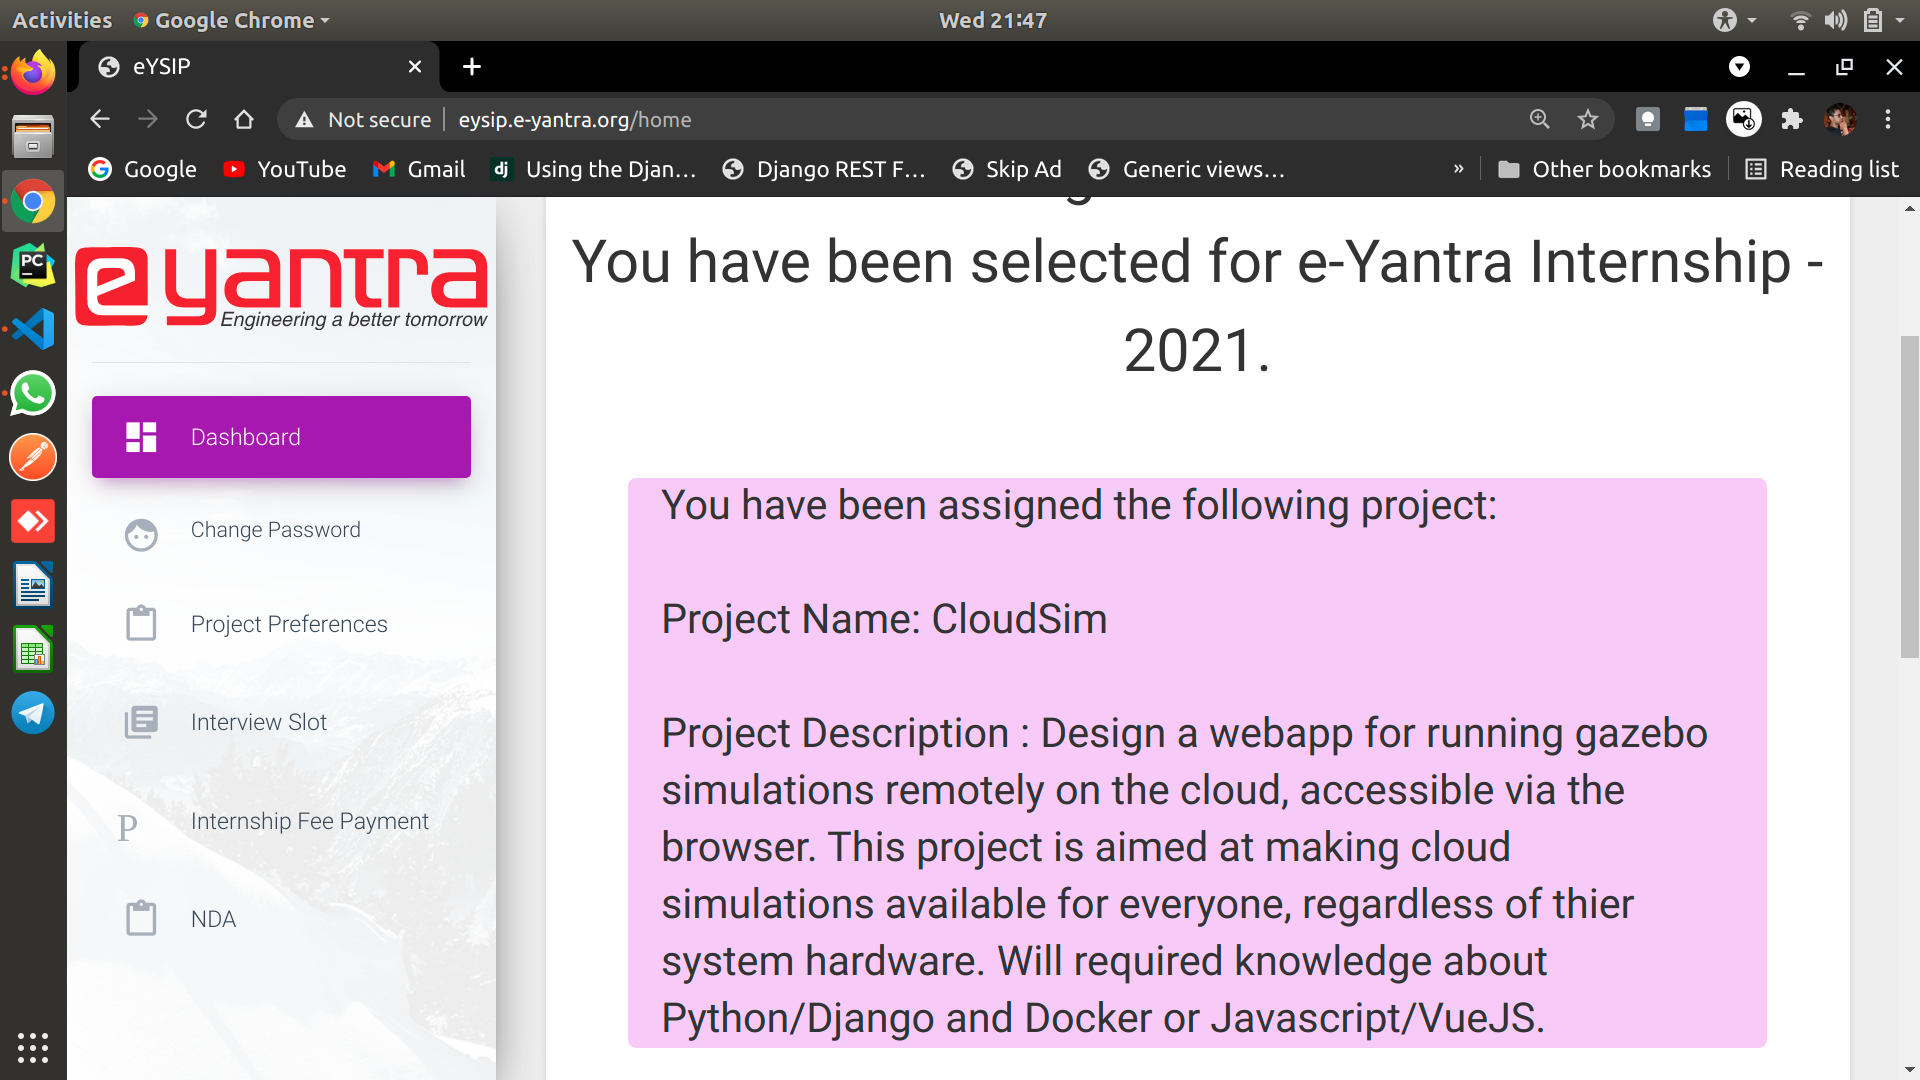 Activities
Google Chrome
Wed 21:47
eYSIP
Not secure
eysip.e-yantra.org/home
Google
YouTube
Gmail
dj
Using the Djan...
Django REST F...
Skip Ad
Generic views...
»
Other bookmarks
Reading list
PC
e yantra
Engineering a better tomorrow
Dashboard
Change Password
Project Preferences
Interview Slot
P
Internship Fee Payment
NDA
You have been selected for e-Yantra Internship -
2021.
You have been assigned the following project:
Project Name: CloudSim
Project Description : Design a webapp for running gazebo
simulations remotely on the cloud, accessible via the
browser. This project is aimed at making cloud
simulations available for everyone, regardless of thier
system hardware. Will required knowledge about
Python/Django and Docker or Javascript/VueJS.